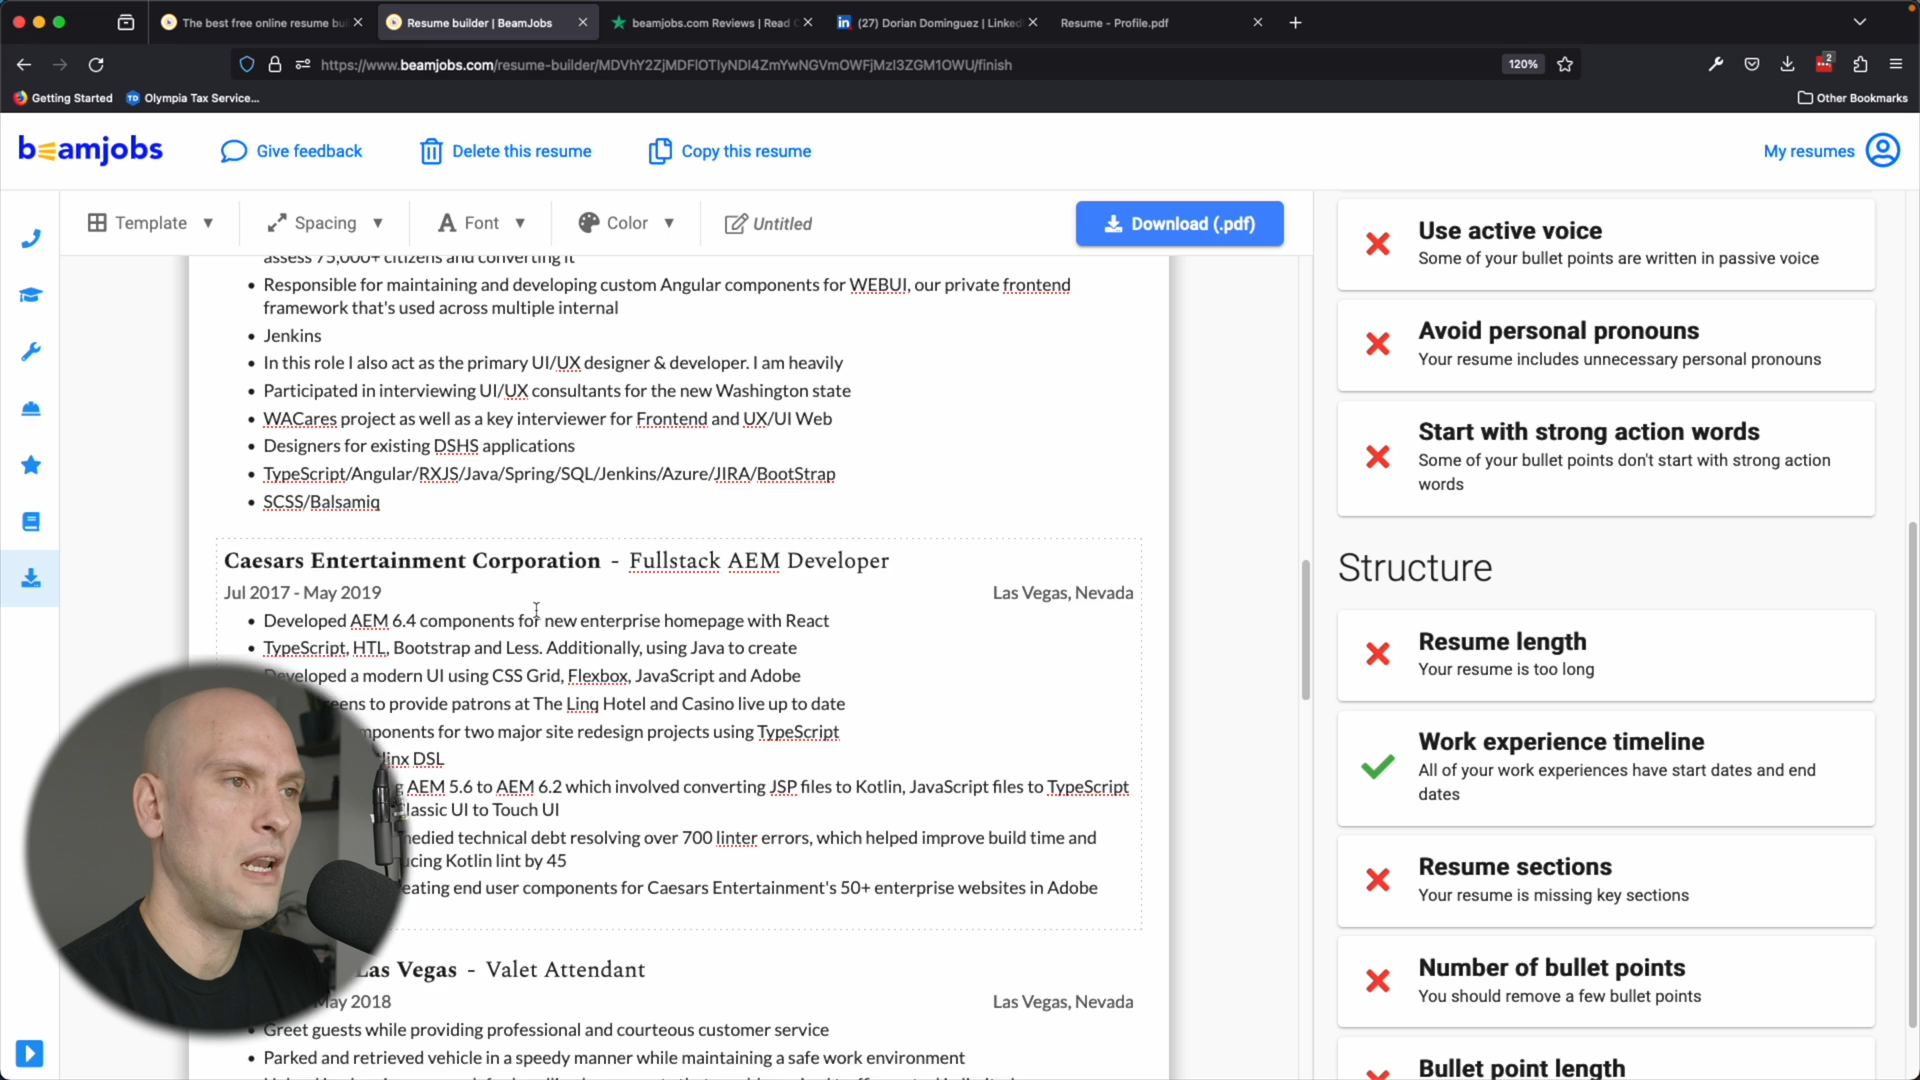 The best free online resume bu
Resume builder | BeamJobs
beamjobs.com Reviews | Read
(27) Dorian Dominguez | Linked
Resume - Profile.pdf
https://www.beamjobs.com/resume-builder/MDVhY2ZjMDFlOTIyNDI4ZmYwNGVmOWFjMzI3ZGM1OWU/finish
120%
2
Getting Started
Olympia Tax Service...
Other Bookmarks
beamjobs
Give feedback
Delete this resume
Copy this resume
My resumes
Template
Spacing
Font
Color
Untitled
Download (.pdf)
assess 75,000+ citizens and converting it
• Responsible for maintaining and developing custom Angular components for WEBUI, our private frontend
framework that's used across multiple internal
• Jenkins
• In this role I also act as the primary UI/UX designer & developer. I am heavily
• Participated in interviewing UI/UX consultants for the new Washington state
• WACares project as well as a key interviewer for Frontend and UX/UI Web
• Designers for existing DSHS applications
• TypeScript/Angular/RXJS/Java/Spring/SQL/Jenkins/Azure/JIRA/BootStrap
• SCSS/Balsamiq
Caesars Entertainment Corporation - Fullstack AEM Developer
Jul 2017 - May 2019
Las Vegas, Nevada
• Developed AEM 6.4 components for new enterprise homepage with React
• TypeScript, HTL, Bootstrap and Less. Additionally, using Java to create
Developed a modern UI using CSS Grid, Flexbox, JavaScript and Adobe
to provide patrons at The Linq Hotel and Casino live up to date
for two major site redesign projects using TypeScript
DSL
AEM 5.6 to AEM 6.2 which involved converting JSP files to Kotlin, JavaScript files to TypeScript
Classic UI to Touch UI
technical debt resolving over 700 linter errors, which helped improve build time and
Kotlin lint by 45
end user components for Caesars Entertainment's 50+ enterprise websites in Adobe
Las Vegas - Valet Attendant
May 2018
Las Vegas, Nevada
• Greet guests while providing professional and courteous customer service
• Parked and retrieved vehicle in a speedy manner while maintaining a safe work environment
Use active voice
Some of your bullet points are written in passive voice
Avoid personal pronouns
Your resume includes unnecessary personal pronouns
Start with strong action words
Some of your bullet points don't start with strong action
words
Structure
Resume length
Your resume is too long
Work experience timeline
All of your work experiences have start dates and end
dates
Resume sections
Your resume is missing key sections
Number of bullet points
You should remove a few bullet points
Bullet point length